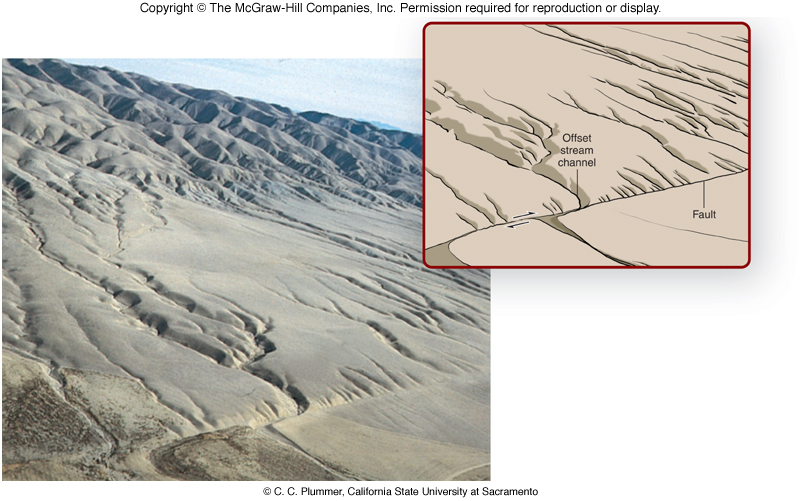 Copyright © The McGraw-Hill Companies, Inc. Permission required for reproduction or display.
Offset
stream
channel
Fault
© C. C. Plummer, California State University at Sacramento